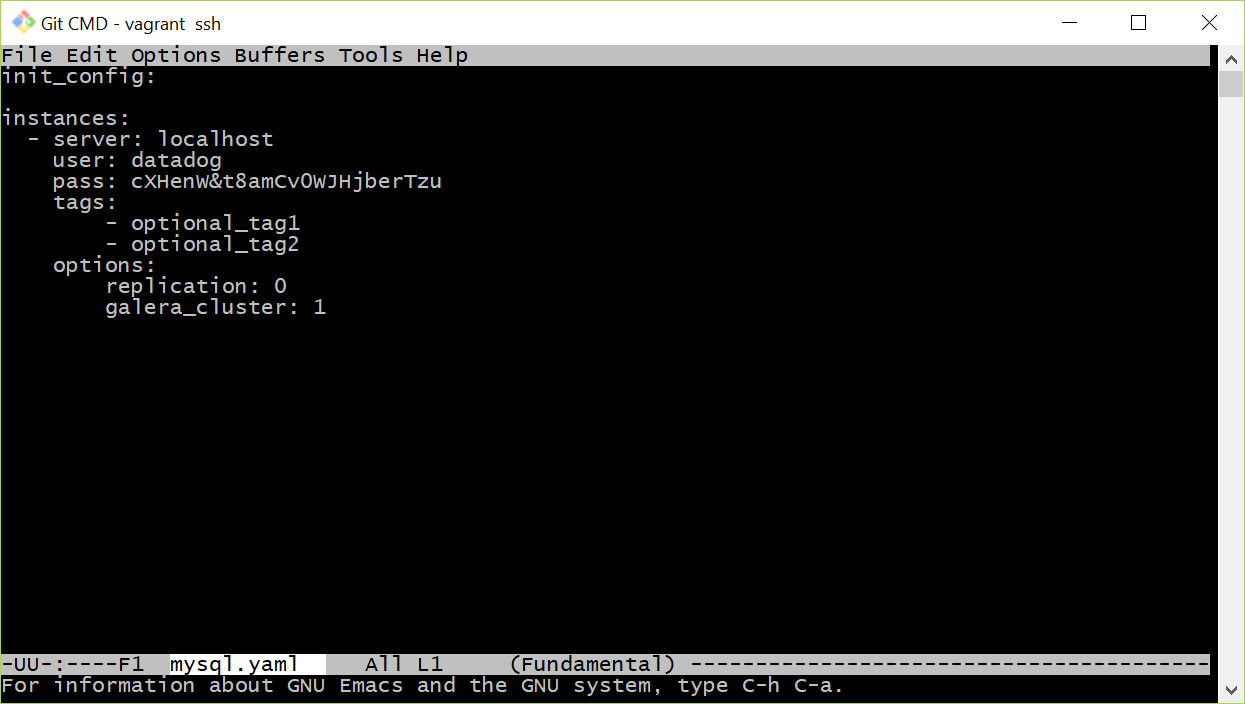 Git CMD - vagrant  ssh
File Edit Options Buffers Tools Help
init_config:

instances:
  - server: localhost
    user: datadog
    pass: cXHenW&t8amCvOWJHjberTzu
    tags:
        - optional_tag1
        - optional_tag2
    options:
        replication: 0
        galera_cluster: 1
-UU-:----F1  mysql.yaml     All L1     (Fundamental) ----------------------------------------
For information about GNU Emacs and the GNU system, type C-h C-a.